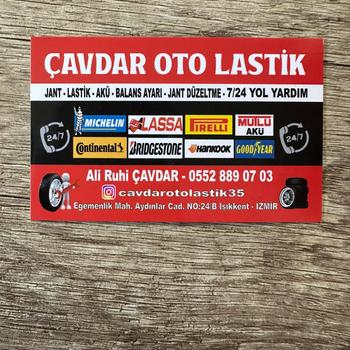 ÇAVDAR OTO LASTİK
JANT - LASTİK - AKÜ - BALANS AYARI - JANT DÜZELTME - 7/24 YOL YARDIM
24/7
MICHELIN
LASSA
PIRELLI
MUTLU AKÜ
24/7
Continental
BRIDGESTONE
HANKOOK
GOODYEAR
Ali Ruhi ÇAVDAR - 0552 889 07 03
cavdarotolastik35
Egemenlik Mah. Aydınlar Cad. NO:24 B Isıkkent - İZMİR